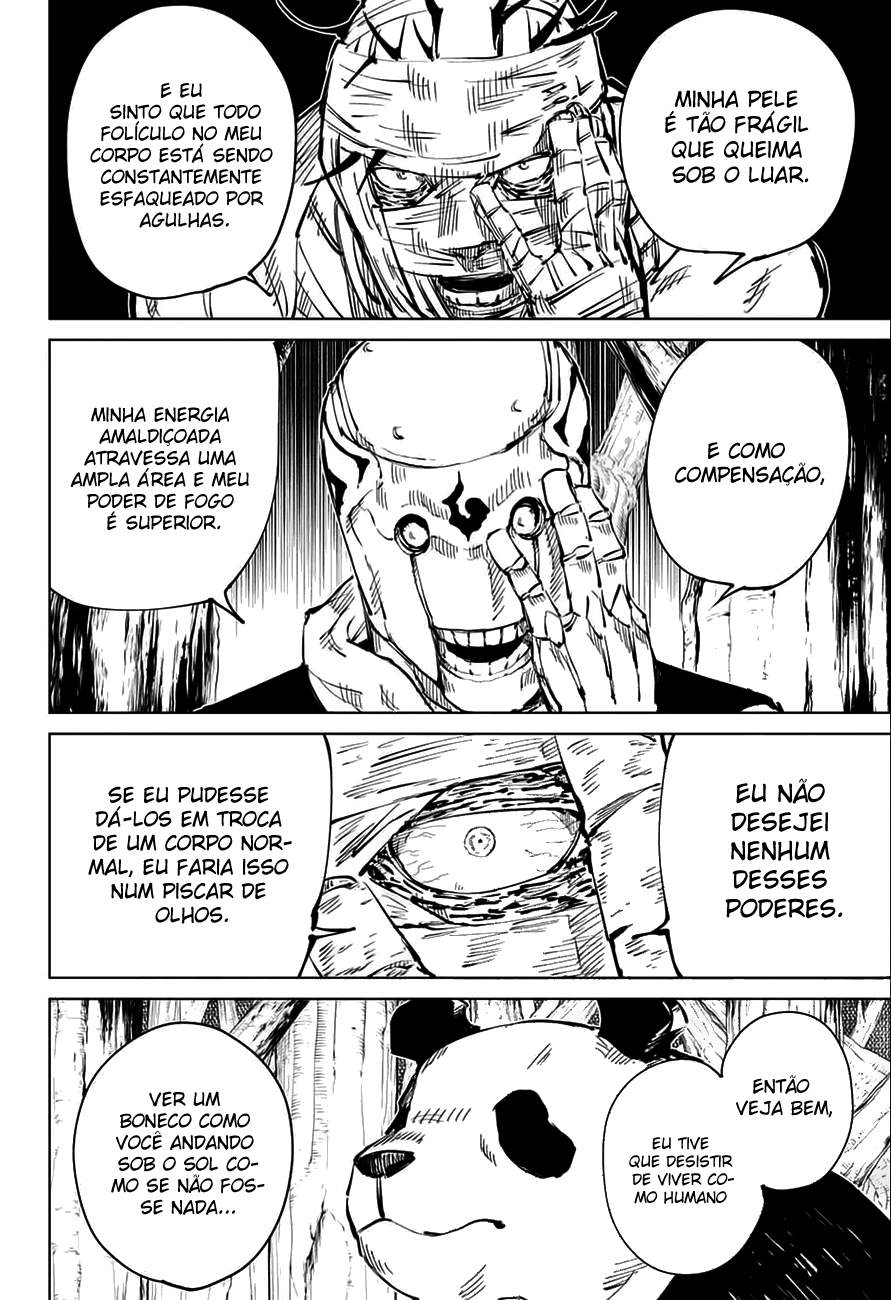 MINHA PELE
É TÃO FRÁGIL
QUE QUEIMA
SOB O LUAR.
E EU
SINTO QUE TODO
FOLÍCULO NO MEU
CORPO ESTÁ SENDO
CONSTANTEMENTE
ESFAQUEADO POR
AGULHAS.
E COMO
COMPENSAÇÃO,
MINHA ENERGIA
AMALDIÇOADA
ATRAVESSA UMA
AMPLA ÁREA E MEU
PODER DE FOGO
É SUPERIOR.
EU NÃO
DESEJEI
NENHUM
DESSES
PODERES.
SE EU PUDESSE
DÁ-LOS EM TROCA
DE UM CORPO NOR-
MAL, EU FARIA ISSO
NUM PISCAR DE
OLHOS.
ENTÃO
VEJA BEM,
EU TIVE
QUE DESISTIR
DE VIVER CO-
MO HUMANO
VER UM
BONECO COMO
VOCÊ ANDANDO
SOB O SOL CO-
MO SE NÃO FOS-
SE NADA...